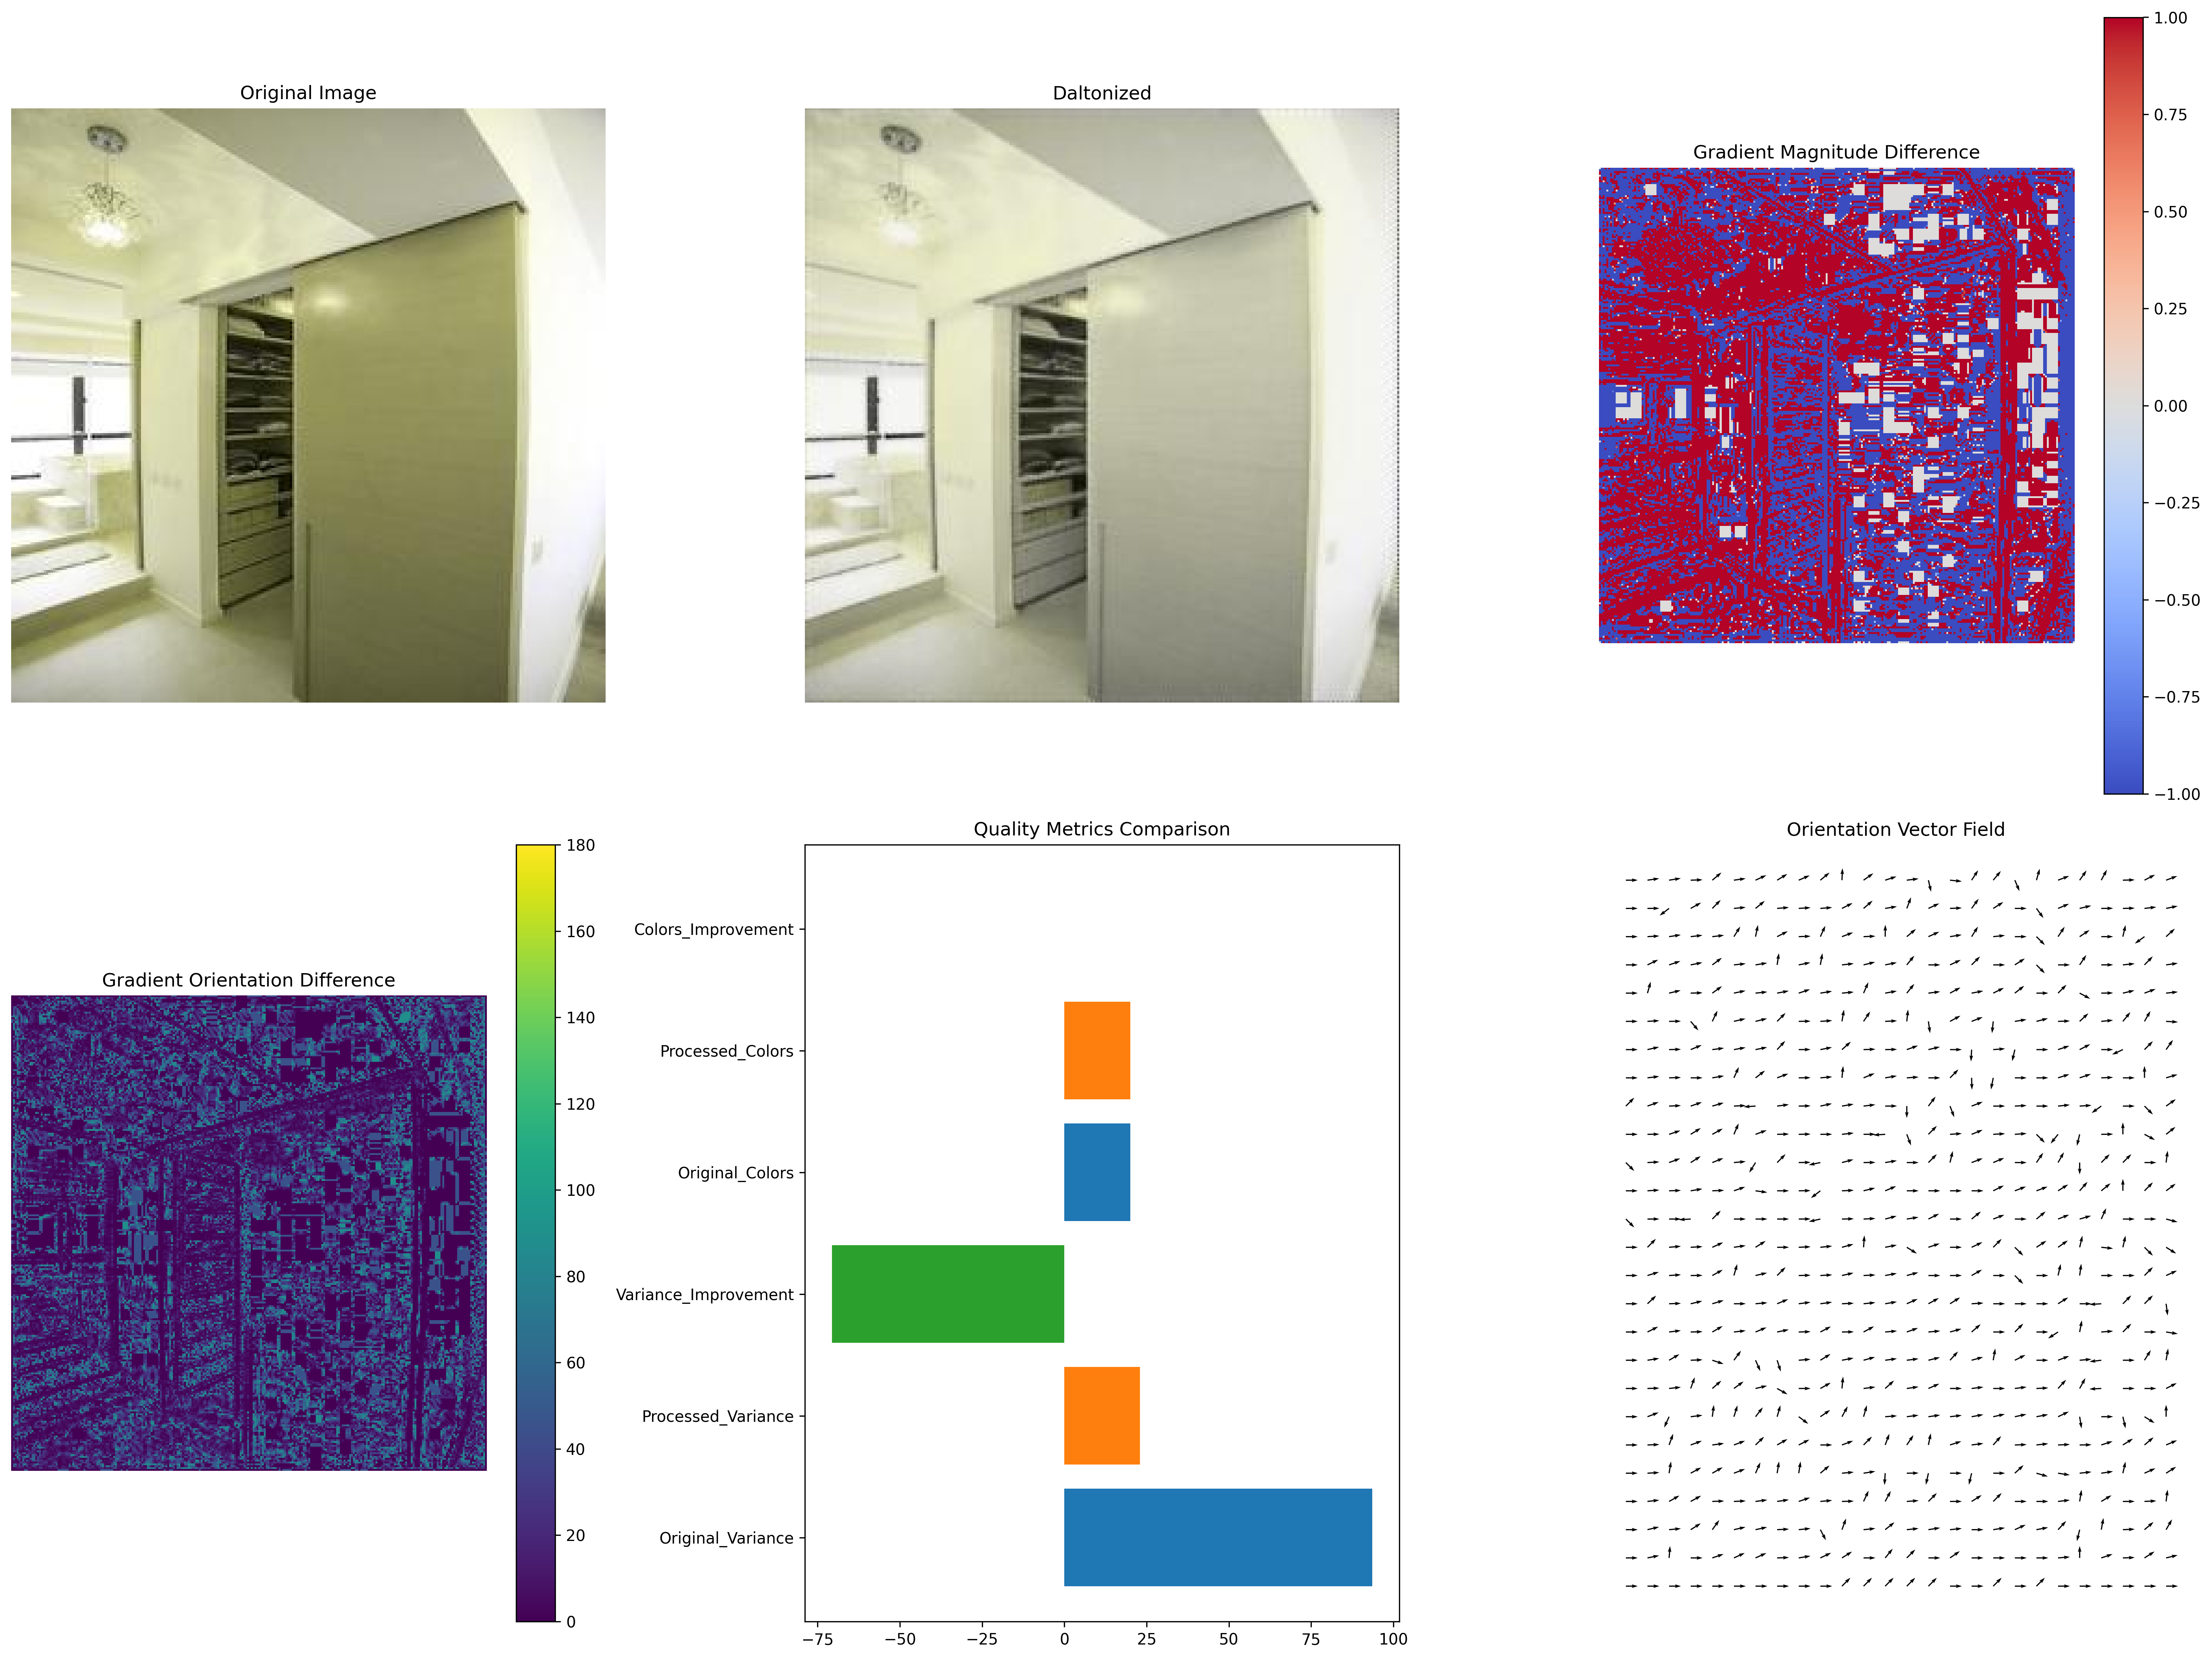 Original Image
Daltonized
Gradient Magnitude Difference
1.00
0.75
0.50
0.25
0.00
−0.25
−0.50
−0.75
−1.00
Gradient Orientation Difference
180
160
140
120
100
80
60
40
20
0
Quality Metrics Comparison
Colors_Improvement
Processed_Colors
Original_Colors
Variance_Improvement
Processed_Variance
Original_Variance
−75 −50 −25 0 25 50 75 100
Orientation Vector Field